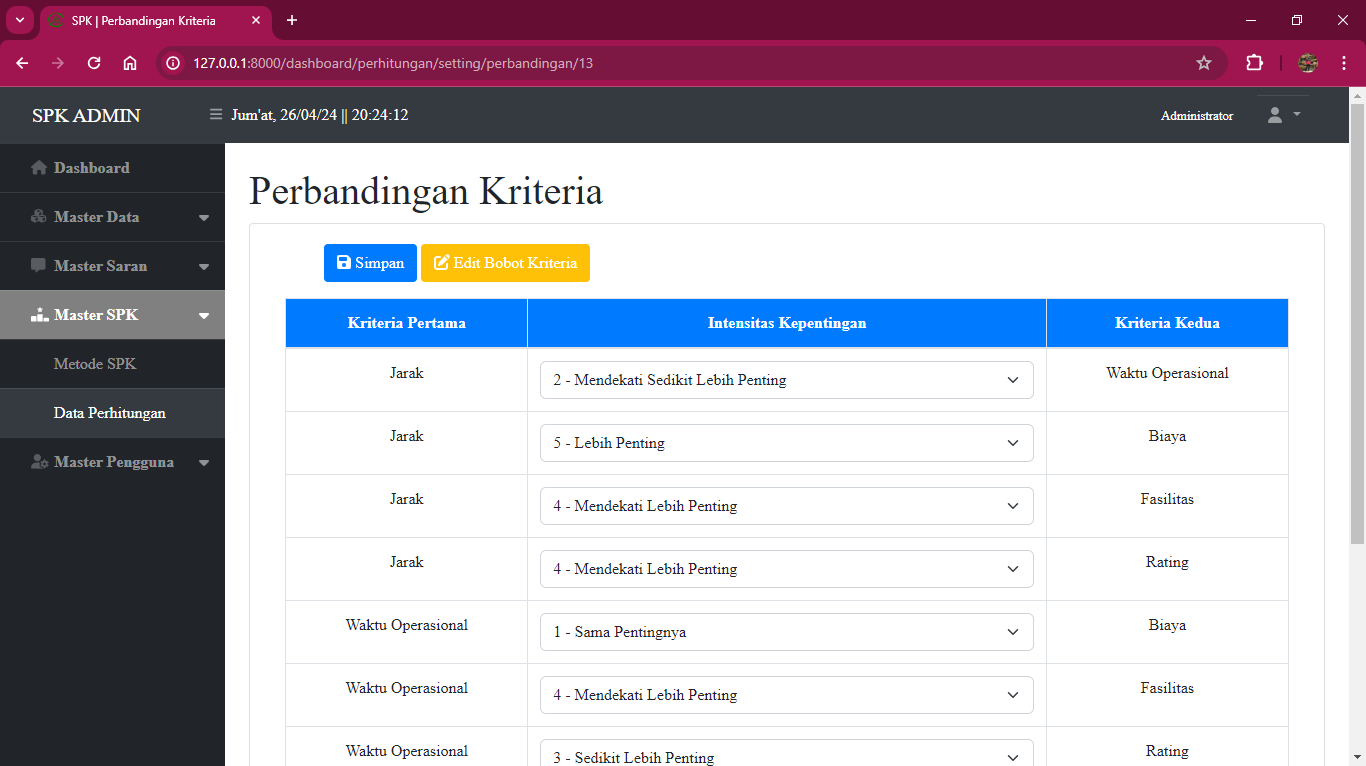 SPK | Perbandingan Kriteria
127.0.0.1:8000/dashboard/perhitungan/setting/perbandingan/13
SPK ADMIN
Jum'at, 26/04/24 || 20:24:12
Administrator
Dashboard
Master Data
Master Saran
Master SPK
Metode SPK
Data Perhitungan
Master Pengguna
Perbandingan Kriteria
Simpan
Edit Bobot Kriteria
Kriteria Pertama Intensitas Kepentingan Kriteria Kedua
Jarak 2 - Mendekati Sedikit Lebih Penting Waktu Operasional
Jarak 5 - Lebih Penting Biaya
Jarak 4 - Mendekati Lebih Penting Fasilitas
Jarak 4 - Mendekati Lebih Penting Rating
Waktu Operasional 1 - Sama Pentingnya Biaya
Waktu Operasional 4 - Mendekati Lebih Penting Fasilitas
Waktu Operasional 3 - Sedikit Lebih Penting Rating